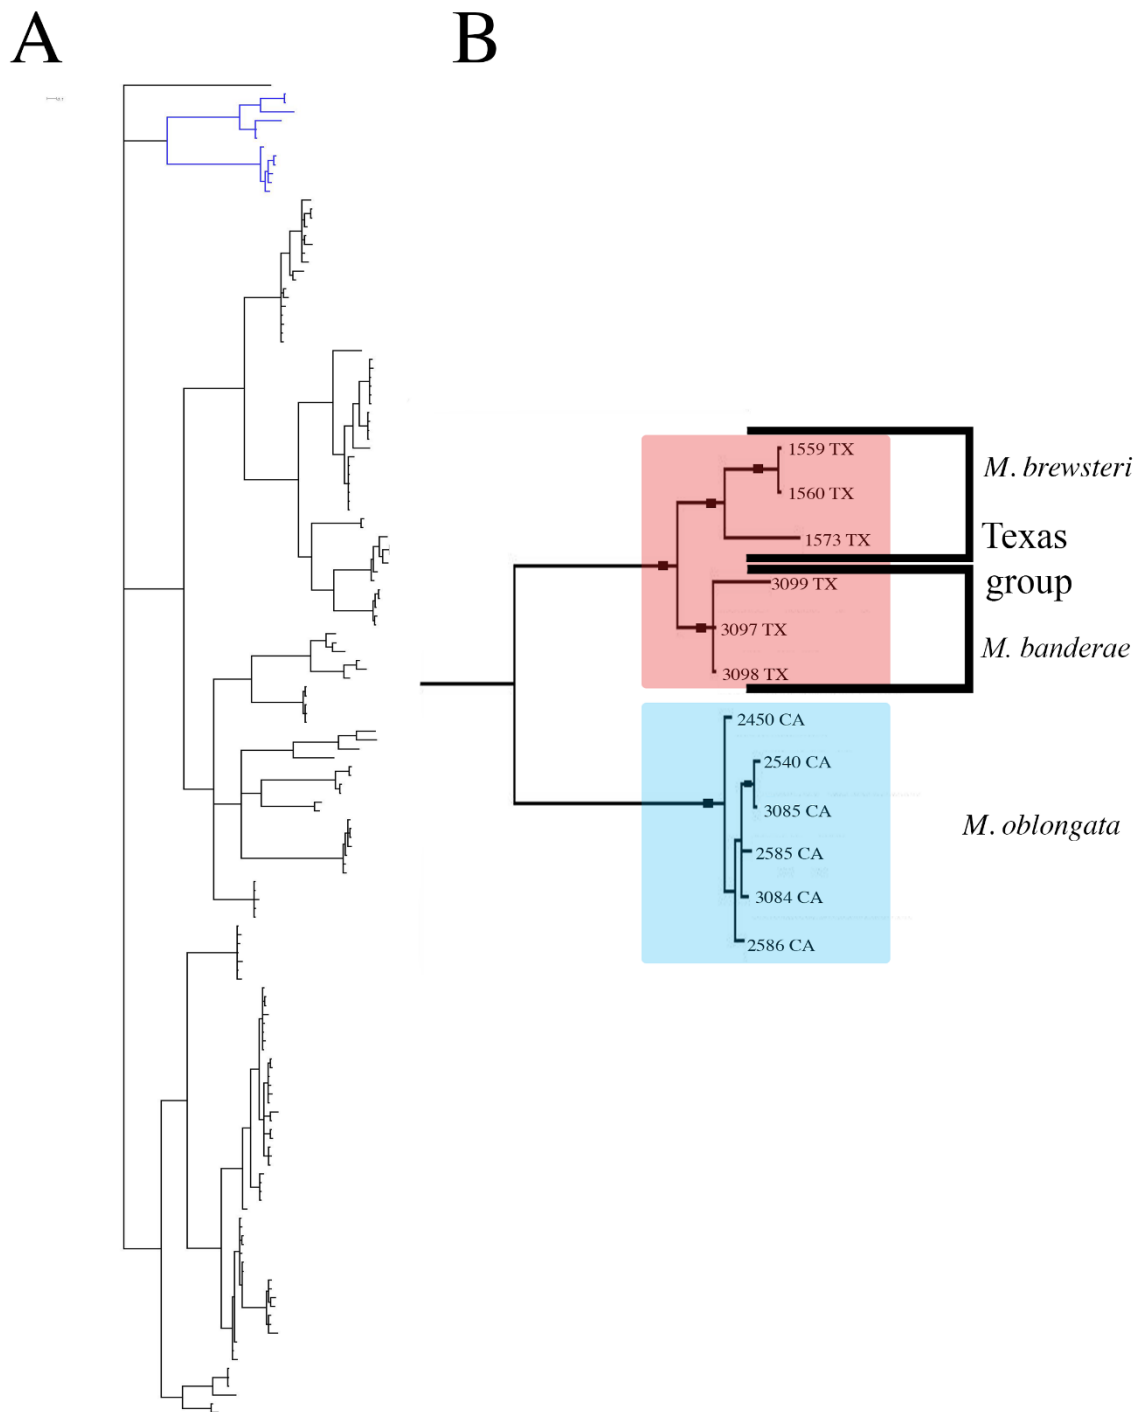 A
B
1559 TX
1560 TX
1573 TX
3099 TX
3097 TX
3098 TX
M. brewsteri
Texas
group
M. banderae
2450 CA
2540 CA
3085 CA
2585 CA
3084 CA
2586 CA
M. oblongata